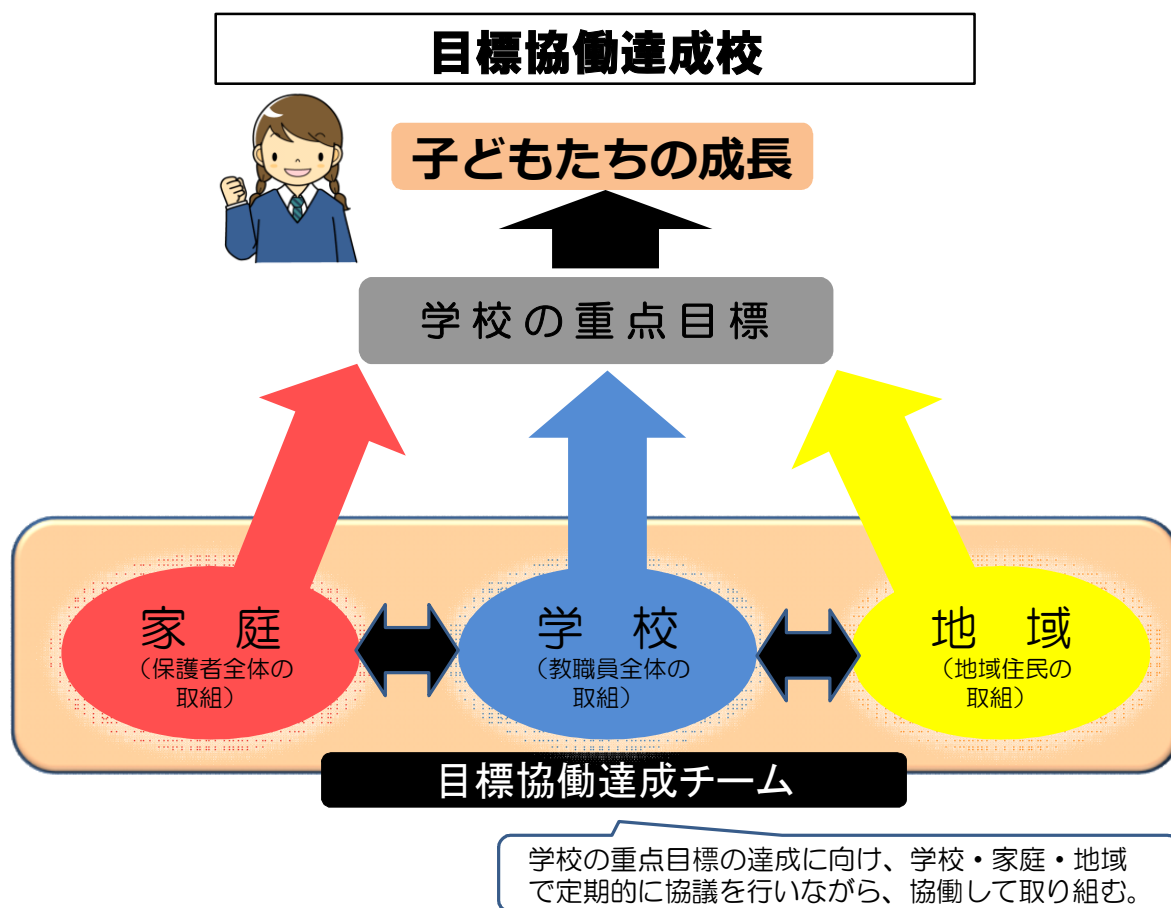 目標協働達成校
子どもたちの成長
学校の重点目標
家　庭
（保護者全体の
取組）
学　校
（教職員全体の
取組）
地　域
（地域住民の
取組）
目標協働達成チーム
学校の重点目標の達成に向け、学校・家庭・地域
で定期的に協議を行いながら、協働して取り組む。